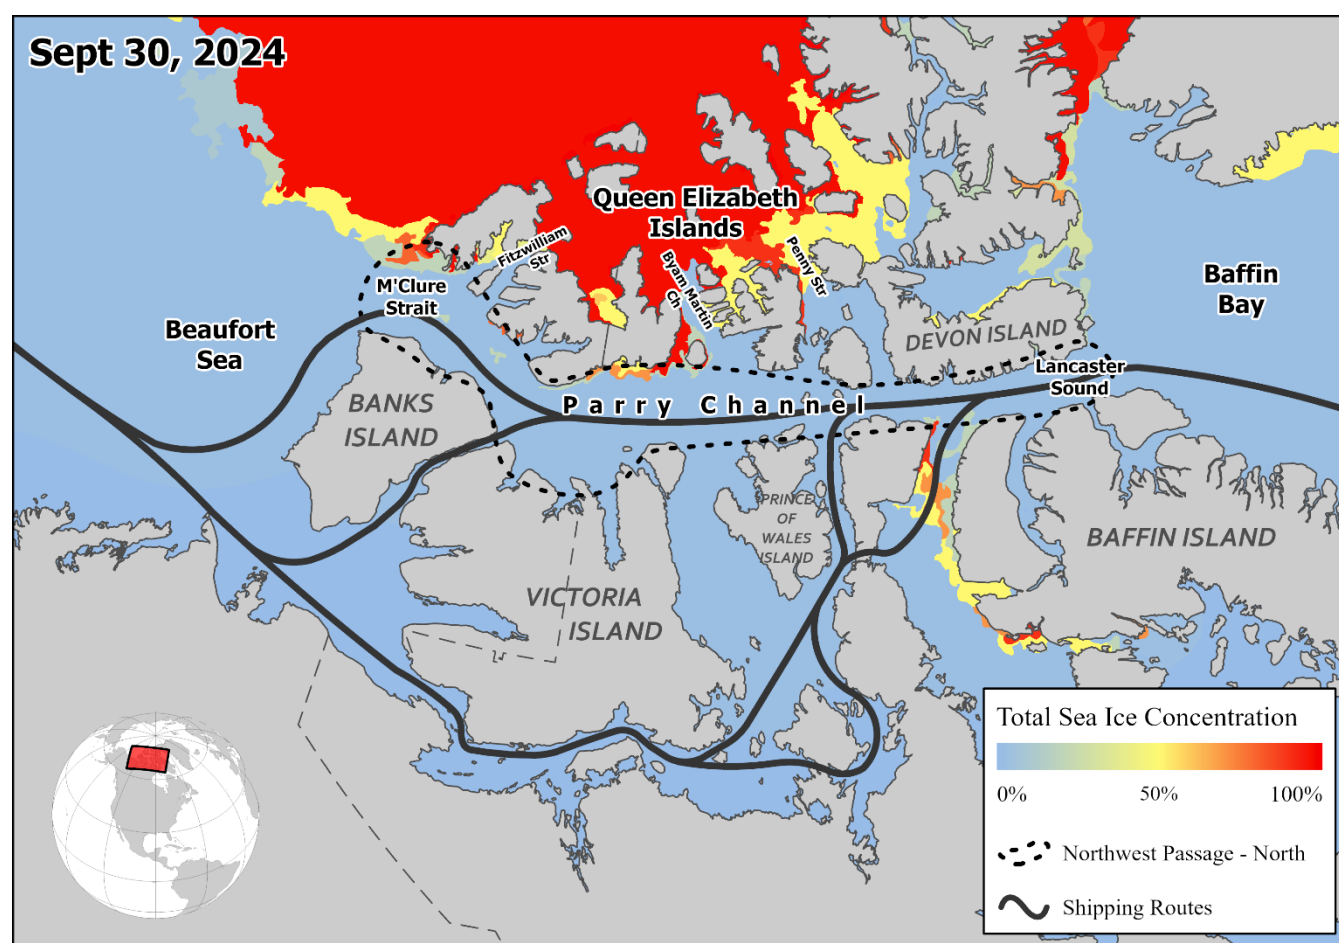 Sept 30, 2024
Queen Elizabeth
Islands
Fitzwilliam
Str
Byam Martin
Ch
Penny Str
M'Clure
Strait
Beaufort
Sea
Baffin
Bay
DEVON ISLAND
Lancaster
Sound
Parry Channel
BANKS
ISLAND
PRINCE
OF
WALES
ISLAND
BAFFIN ISLAND
VICTORIA
ISLAND
Total Sea Ice Concentration
0% 50% 100%
Northwest Passage - North
Shipping Routes